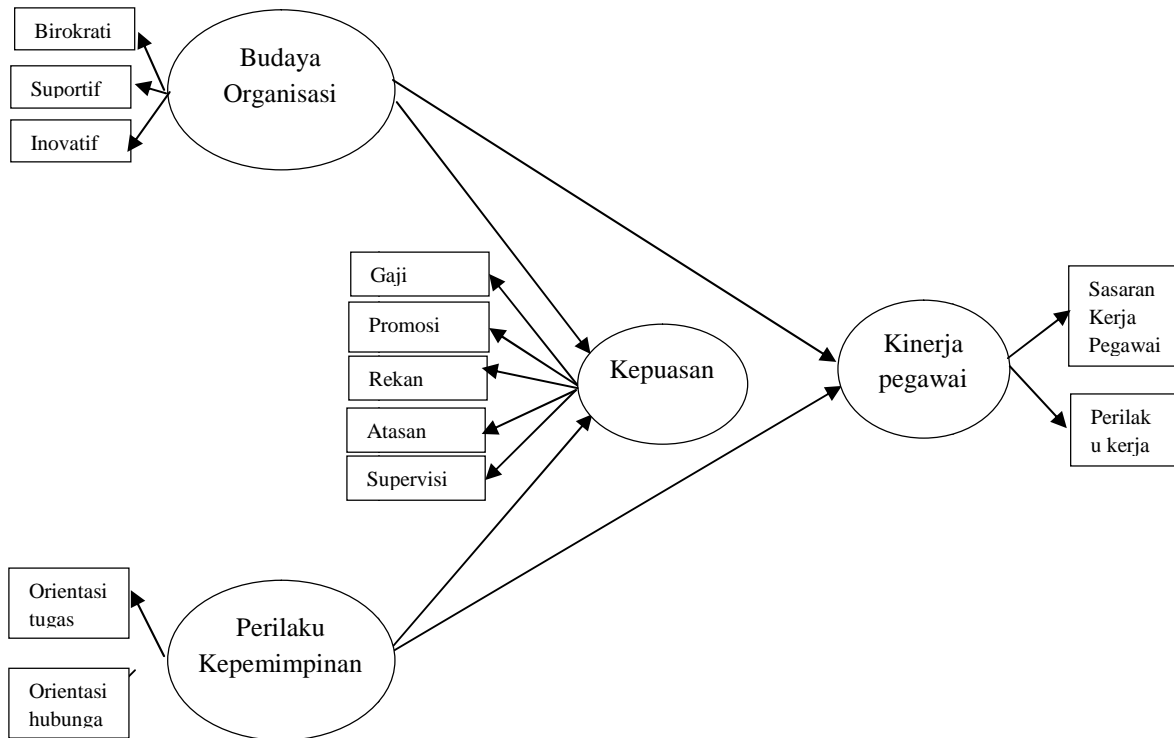 Birokrati
Suportif
Inovatif
Budaya
Organisasi
Gaji
Promosi
Rekan
Atasan
Supervisi
Kepuasan
Kinerja
pegawai
Sasaran
Kerja
Pegawai
Perilak
u kerja
Orientasi
tugas
Orientasi
hubunga
Perilaku
Kepemimpinan